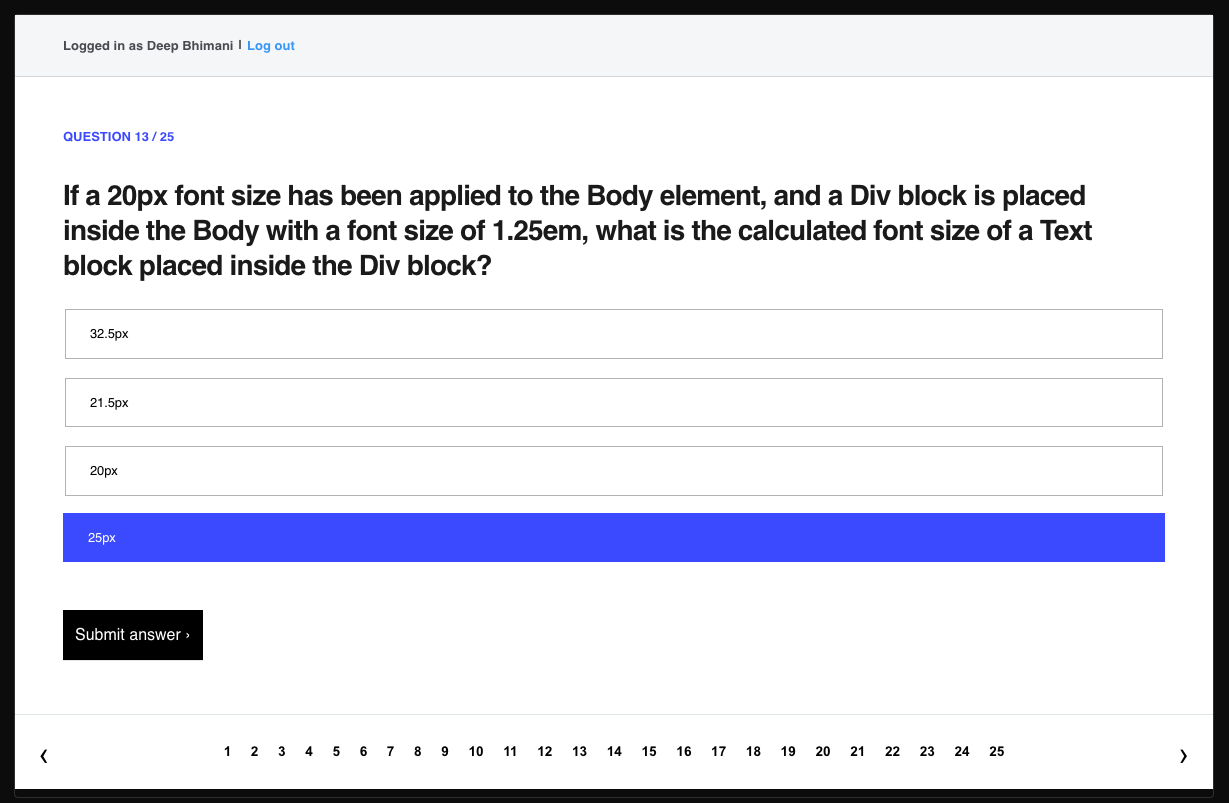 Logged in as Deep Bhimani | Log out
QUESTION 13 / 25
If a 20px font size has been applied to the Body element, and a Div block is placed
inside the Body with a font size of 1.25em, what is the calculated font size of a Text
block placed inside the Div block?
32.5px
21.5px
20px
25px
Submit answer ›
❮ 1 2 3 4 5 6 7 8 9 10 11 12 13 14 15 16 17 18 19 20 21 22 23 24 25 ❯